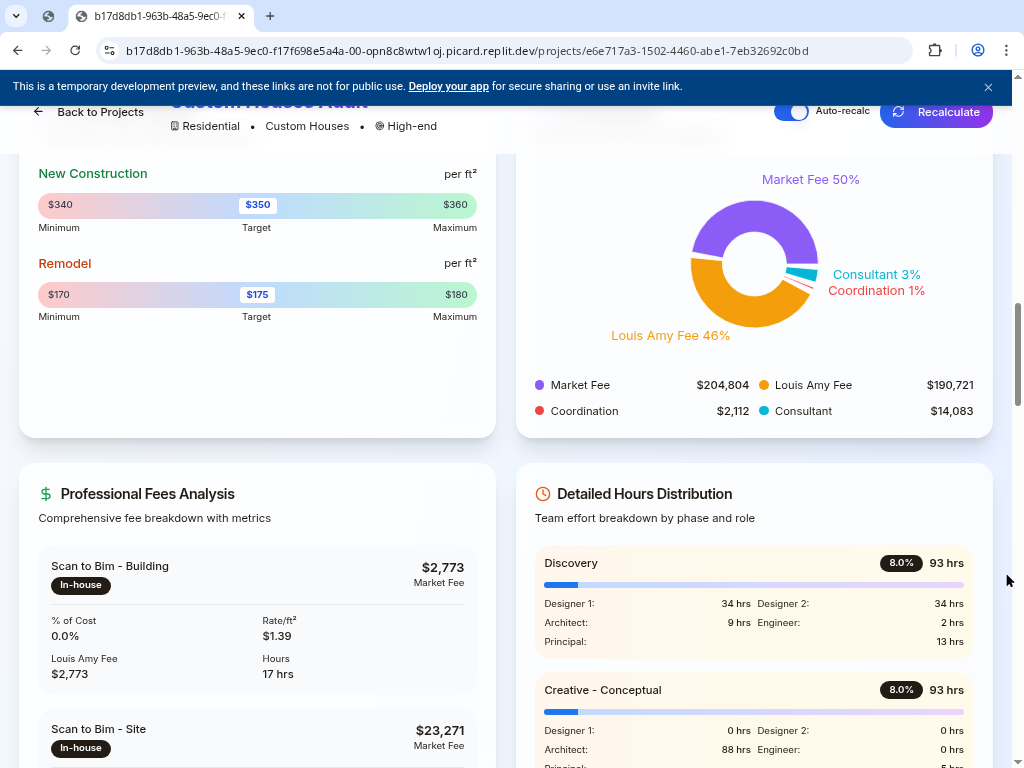 b17d8db1-963b-48a5-9ec0-f
b17d8db1-963b-48a5-9ec0-f17f698e5a4a-00-opn8c8wtw1oj.picard.replit.dev/projects/e6e717a3-1502-4460-abe1-7eb32692c0bd
This is a temporary development preview, and these links are not for public use. Deploy your app for secure sharing or use an invite link.
Back to Projects
Custom Houses Audit
Residential • Custom Houses • High-end
Auto-recalc
Recalculate
New Construction per ft²
$340 $350 $360
Minimum Target Maximum
Remodel per ft²
$170 $175 $180
Minimum Target Maximum
Market Fee 50%
Consultant 3%
Coordination 1%
Louis Amy Fee 46%
Market Fee $204,804 Louis Amy Fee $190,721
Coordination $2,112 Consultant $14,083
Professional Fees Analysis
Comprehensive fee breakdown with metrics
Scan to Bim - Building $2,773
In-house Market Fee
% of Cost Rate/ft²
0.0% $1.39
Louis Amy Fee Hours
$2,773 17 hrs
Scan to Bim - Site $23,271
In-house Market Fee
Detailed Hours Distribution
Team effort breakdown by phase and role
Discovery 8.0% 93 hrs
Designer 1: 34 hrs Designer 2: 34 hrs
Architect: 9 hrs Engineer: 2 hrs
Principal: 13 hrs
Creative - Conceptual 8.0% 93 hrs
Designer 1: 0 hrs Designer 2: 0 hrs
Architect: 88 hrs Engineer: 0 hrs
Principal: 5 hrs